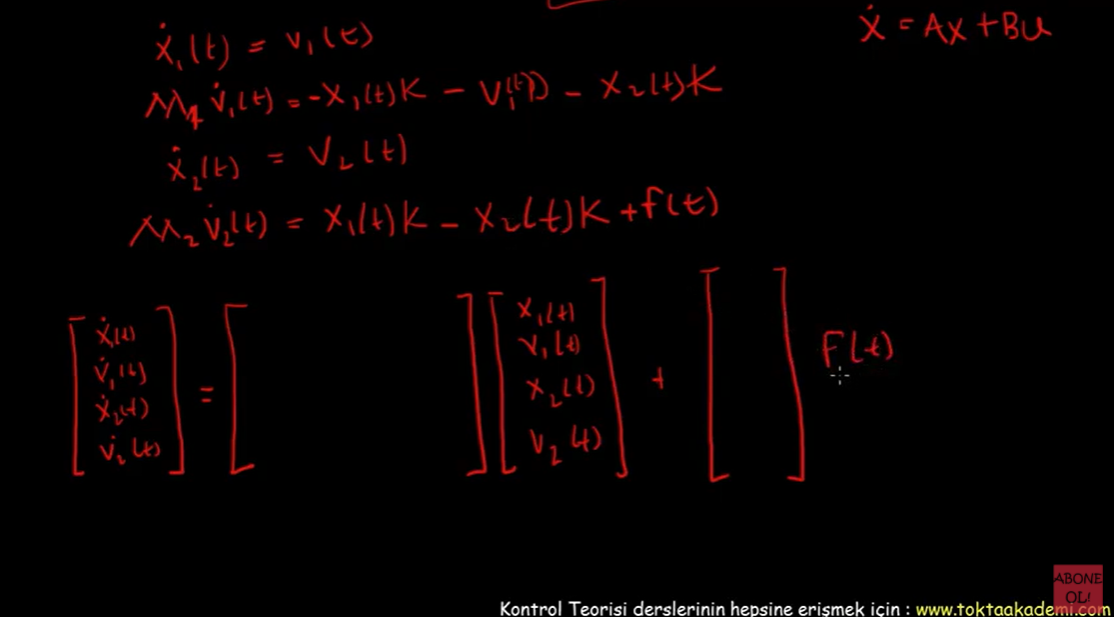 ẋ₁(t) = v₁(t)
ẋ = Ax + Bu
M₁ v̇₁(t) = -x₁(t)K - v₁(t)D - x₂(t)K
ẋ₂(t) = v₂(t)
M₂ v̇₂(t) = x₁(t)K - x₂(t)K + f(t)
[ẋ₁(t) v̇₁(t) ẋ₂(t) v̇₂(t)] = [ ] [x₁(t) v₁(t) x₂(t) v₂(t)] + [ ] F(t)
ABONE
OL!
Kontrol Teorisi derslerinin hepsine erişmek için : www.toktaakademi.com